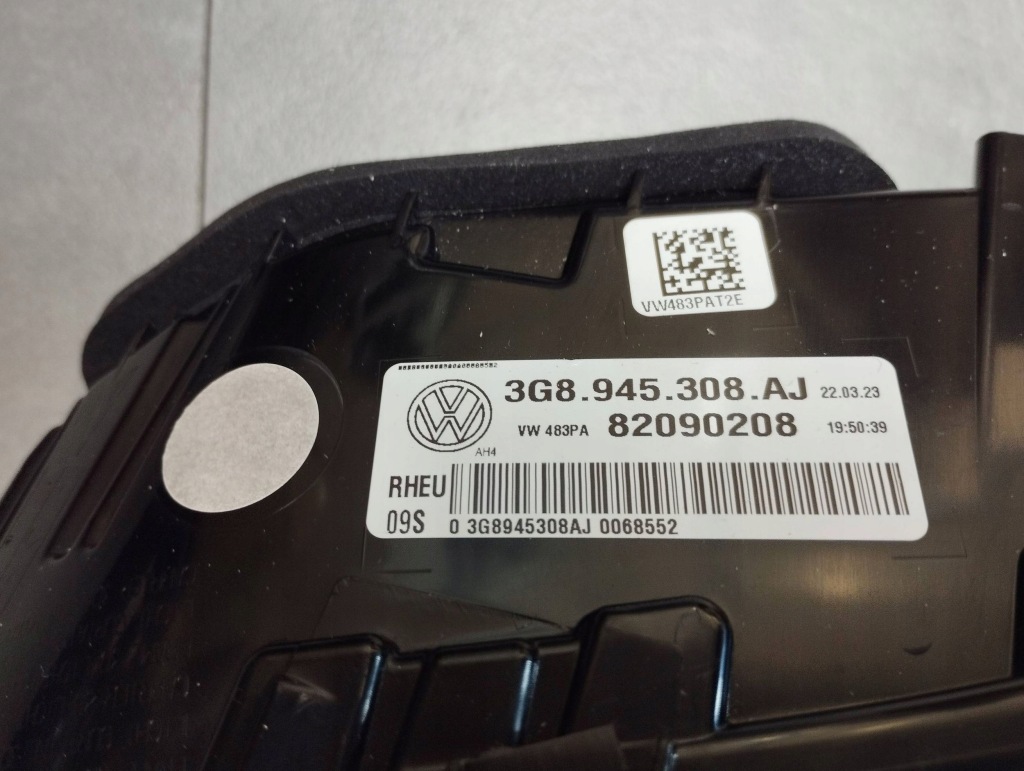 VW483PAT2E
3G8.945.308.AJ 22.03.23
VW 483PA 82090208 19:50:39
AH4
RHEU
09S 0 3G8945308AJ 0068552